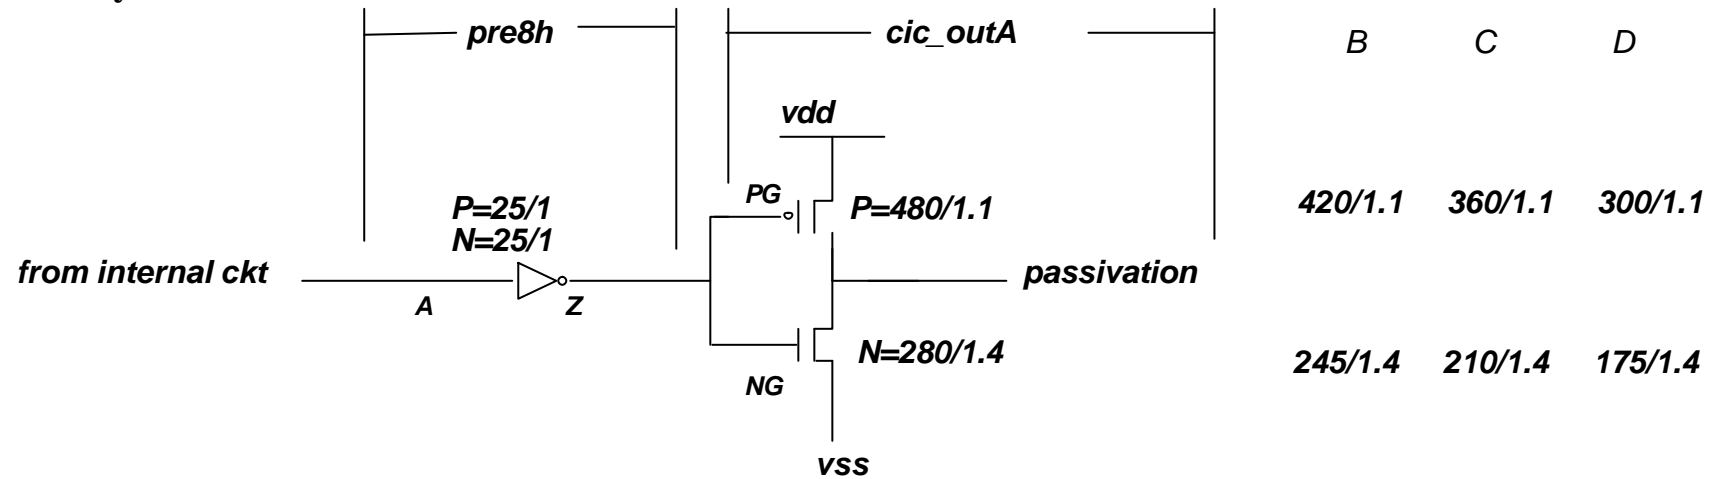 pre8h
cic_outA
B C D
vdd
PG
P=25/1
N=25/1
P=480/1.1
420/1.1 360/1.1 300/1.1
from internal ckt
A
Z
passivation
N=280/1.4
245/1.4 210/1.4 175/1.4
NG
vss